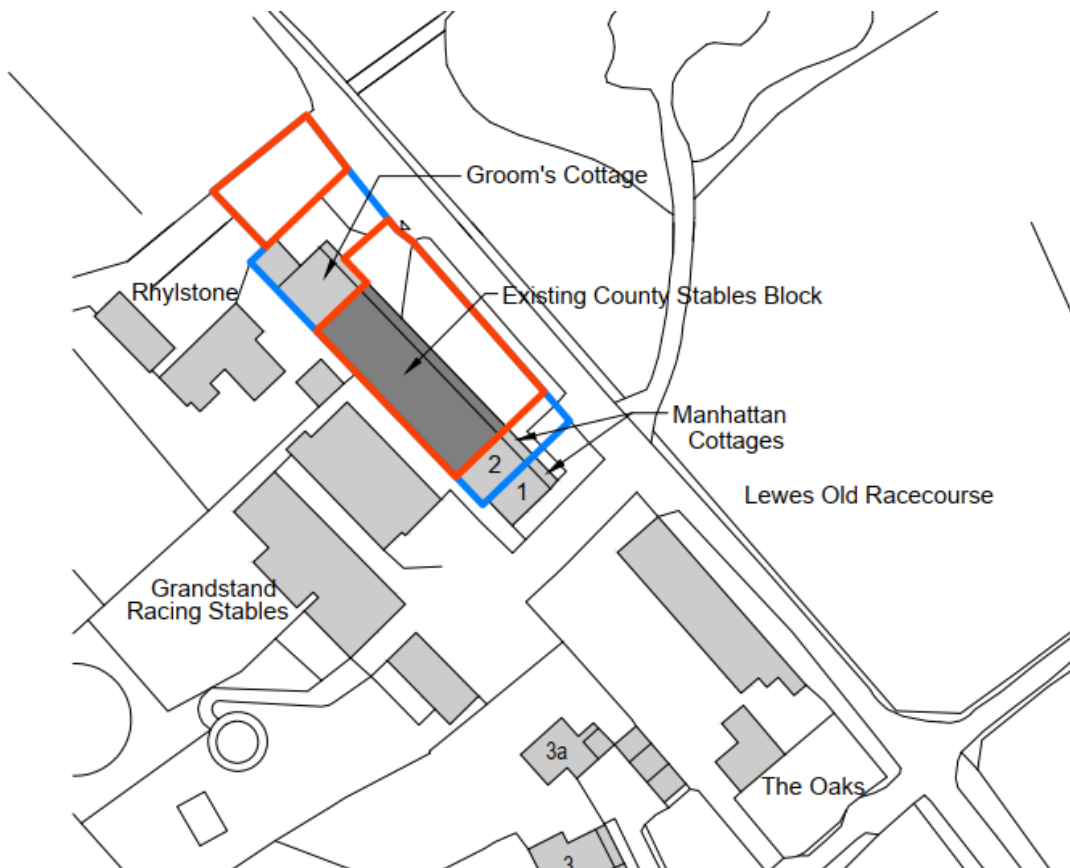 Groom's Cottage
Rhylstone
Existing County Stables Block
Manhattan
Cottages
2
1
Lewes Old Racecourse
Grandstand
Racing Stables
3a
The Oaks
3